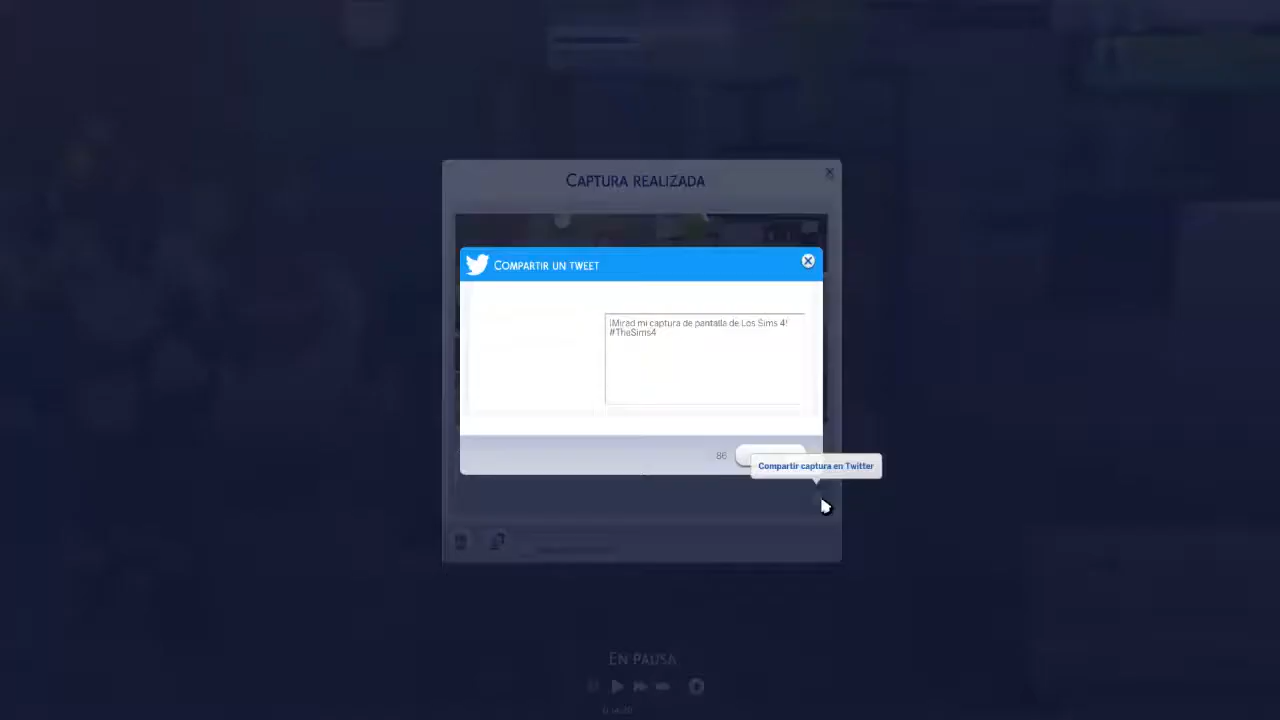 CAPTURA REALIZADA
COMPARTIR UN TWEET
¡Mirad mi captura de pantalla de Los Sims 4!
#TheSims4
86
Compartir captura en Twitter
EN PAUSA